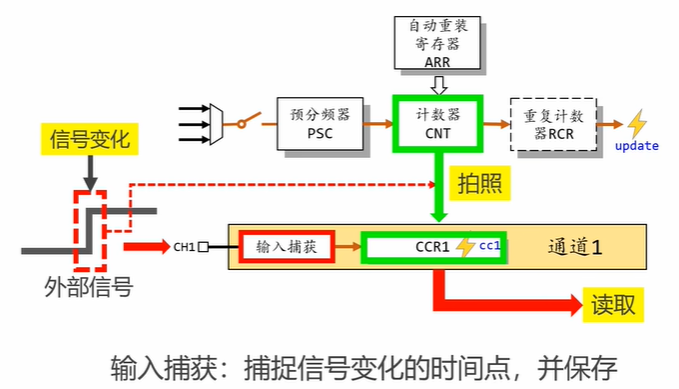 自动重装
寄存器
ARR
预分频器
PSC
计数器
CNT
重复计数
器RCR
update
信号变化
拍照
CH1
输入捕获
CCR1
cc1
通道1
外部信号
读取
输入捕获：捕捉信号变化的时间点，并保存